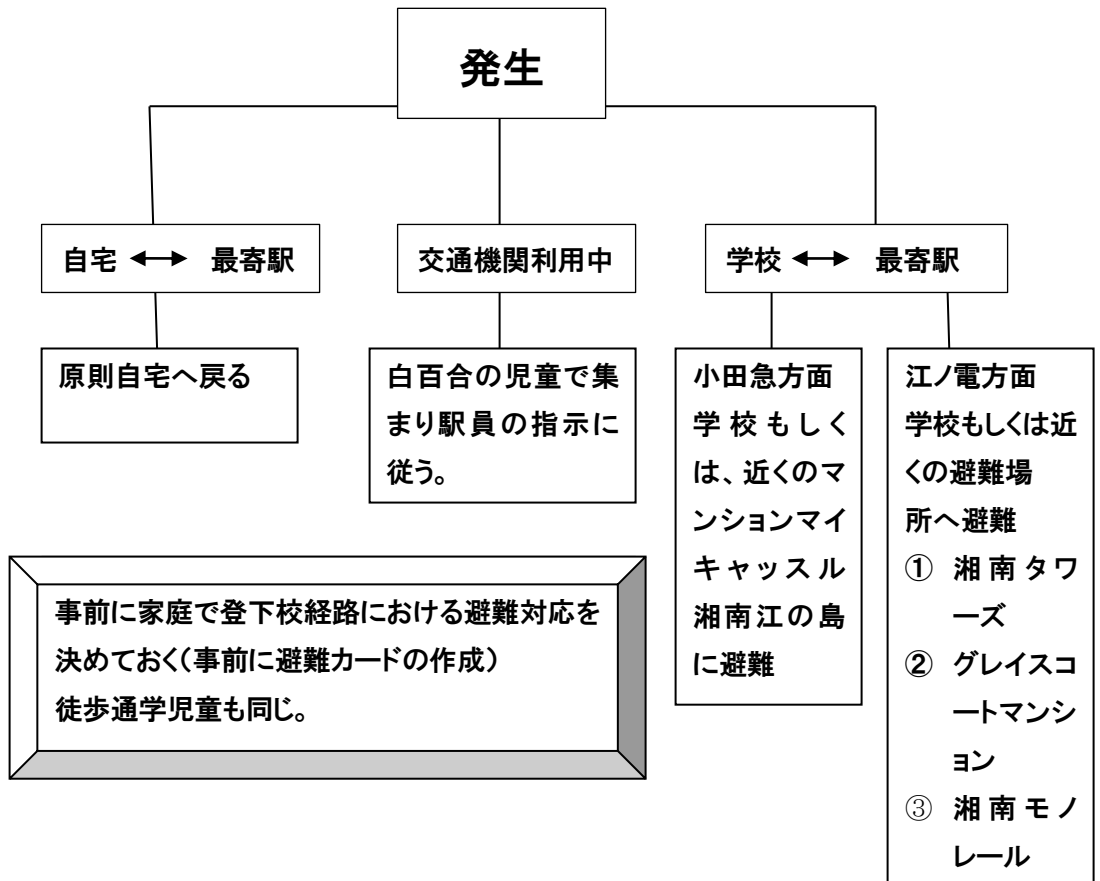 発生
自宅 ←→ 最寄駅
交通機関利用中
学校 ←→ 最寄駅
原則自宅へ戻る
白百合の児童で集
まり駅員の指示に
従う。
小田急方面
学校もしく
は、近くのマ
ンションマイ
キャッスル
湘南江の島
に避難
江ノ電方面
学校もしくは近
くの避難場
所へ避難
① 湘南タワ
ーズ
② グレイスコ
ートマンシ
ョン
③ 湘南モノ
レール
事前に家庭で登下校経路における避難対応を
決めておく(事前に避難カードの作成)
徒歩通学児童も同じ。